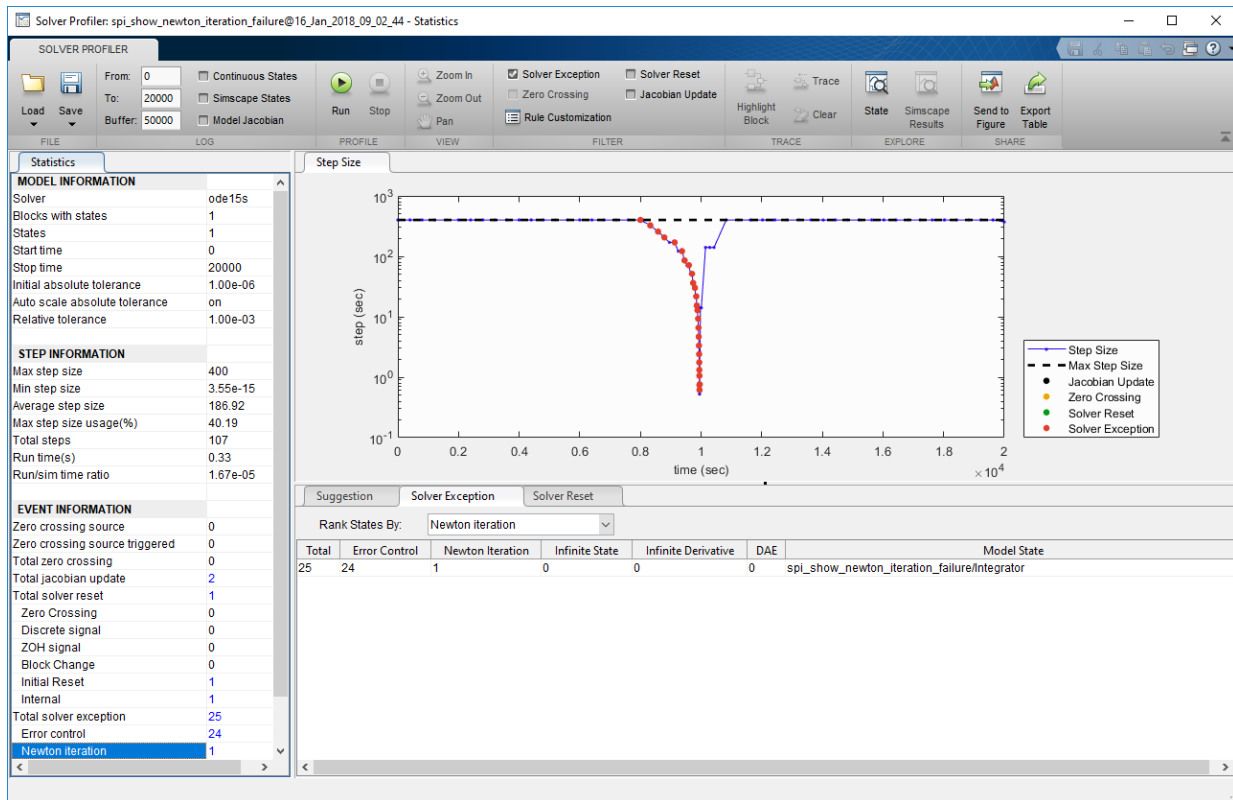 Solver Profiler: spi_show_newton_iteration_failure@16_Jan_2018_09_02_44 - Statistics
SOLVER PROFILER
Load
Save
From: 0
To: 20000
Buffer: 50000
Continuous States
Simscape States
Model Jacobian
Run
Stop
Zoom In
Zoom Out
Pan
Solver Exception
Zero Crossing
Rule Customization
Solver Reset
Jacobian Update
Highlight
Block
Trace
Clear
State
Simscape
Results
Send to
Figure
Export
Table
FILE LOG PROFILE VIEW FILTER TRACE EXPLORE SHARE
Statistics
MODEL INFORMATION
Solver ode15s
Blocks with states 1
States 1
Start time 0
Stop time 20000
Initial absolute tolerance 1.00e-06
Auto scale absolute tolerance on
Relative tolerance 1.00e-03
STEP INFORMATION
Max step size 400
Min step size 3.55e-15
Average step size 186.92
Max step size usage(%) 40.19
Total steps 107
Run time(s) 0.33
Run/sim time ratio 1.67e-05
EVENT INFORMATION
Zero crossing source 0
Zero crossing source triggered 0
Total zero crossing 0
Total jacobian update 2
Total solver reset 1
Zero Crossing 0
Discrete signal 0
ZOH signal 0
Block Change 0
Initial Reset 1
Internal 1
Total solver exception 25
Error control 24
Newton iteration 1
Step Size
10³
10²
10¹
10⁰
10⁻¹
step (sec)
0 0.2 0.4 0.6 0.8 1 1.2 1.4 1.6 1.8 2
time (sec)
× 10⁴
Step Size
Max Step Size
Jacobian Update
Zero Crossing
Solver Reset
Solver Exception
Suggestion Solver Exception Solver Reset
Rank States By: Newton iteration
Total Error Control Newton Iteration Infinite State Infinite Derivative DAE Model State
25 24 1 0 0 0 spi_show_newton_iteration_failure/Integrator